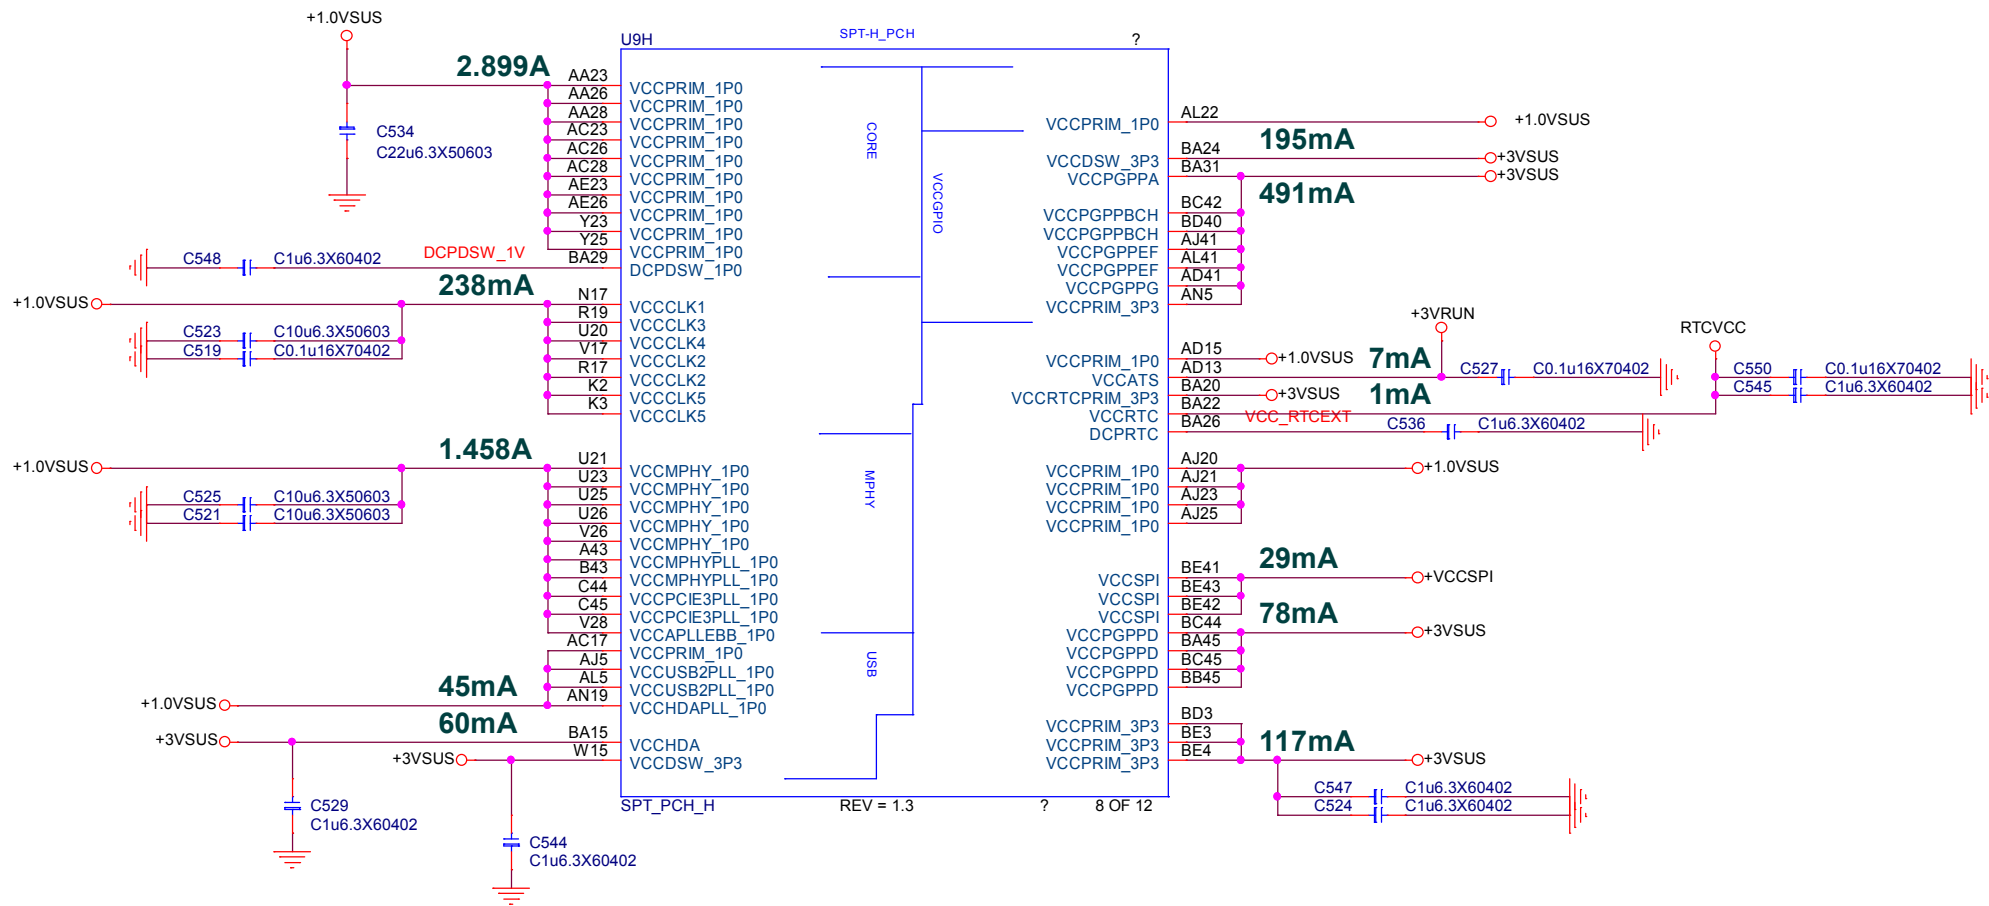 +1.0VSUS
2.899A
C534
C22u6.3X50603
C548
C1u6.3X60402
DCPDSW_1V
+1.0VSUS
238mA
C523
C10u6.3X50603
C519
C0.1u16X70402
+1.0VSUS
1.458A
C525
C10u6.3X50603
C521
C10u6.3X50603
+1.0VSUS
45mA
+3VSUS
60mA
+3VSUS
C529
C1u6.3X60402
C544
C1u6.3X60402
U9H
SPT-H_PCH
?
AA23
VCCPRIM_1P0
AA26
VCCPRIM_1P0
AA28
VCCPRIM_1P0
AC23
VCCPRIM_1P0
AC26
VCCPRIM_1P0
AC28
VCCPRIM_1P0
AE23
VCCPRIM_1P0
AE26
VCCPRIM_1P0
Y23
VCCPRIM_1P0
Y25
VCCPRIM_1P0
BA29
DCPDSW_1P0
N17
VCCCLK1
R19
VCCCLK3
U20
VCCCLK4
V17
VCCCLK2
R17
VCCCLK2
K2
VCCCLK5
K3
VCCCLK5
U21
VCCMPHY_1P0
U23
VCCMPHY_1P0
U25
VCCMPHY_1P0
U26
VCCMPHY_1P0
V26
VCCMPHY_1P0
A43
VCCMPHYPLL_1P0
B43
VCCMPHYPLL_1P0
C44
VCCPCIE3PLL_1P0
C45
VCCPCIE3PLL_1P0
V28
VCCAPLLEBB_1P0
AC17
VCCPRIM_1P0
AJ5
VCCUSB2PLL_1P0
AL5
VCCUSB2PLL_1P0
AN19
VCCHDAPLL_1P0
BA15
VCCHDA
W15
VCCDSW_3P3
CORE
VCCGPIO
MPHY
USB
VCCPRIM_1P0
AL22
+1.0VSUS
195mA
VCCDSW_3P3
BA24
+3VSUS
VCCPGPPA
BA31
+3VSUS
491mA
VCCPGPPBCH
BC42
VCCPGPPBCH
BD40
VCCPGPPEF
AJ41
VCCPGPPEF
AL41
VCCPGPPG
AD41
VCCPRIM_3P3
AN5
+3VRUN
RTCVCC
VCCPRIM_1P0
AD15
+1.0VSUS
7mA
VCCATS
AD13
C527
C0.1u16X70402
C550
C0.1u16X70402
VCCRTCPRIM_3P3
BA20
+3VSUS
1mA
C545
C1u6.3X60402
VCCRTC
BA22
VCC_RTCEXT
DCPRTC
BA26
C536
C1u6.3X60402
VCCPRIM_1P0
AJ20
+1.0VSUS
VCCPRIM_1P0
AJ21
VCCPRIM_1P0
AJ23
VCCPRIM_1P0
AJ25
29mA
VCCSPI
BE41
+VCCSPI
VCCSPI
BE43
VCCSPI
BE42
78mA
VCCPGPPD
BC44
+3VSUS
VCCPGPPD
BA45
VCCPGPPD
BC45
VCCPGPPD
BB45
VCCPRIM_3P3
BD3
VCCPRIM_3P3
BE3
117mA
VCCPRIM_3P3
BE4
+3VSUS
C547
C1u6.3X60402
C524
C1u6.3X60402
SPT_PCH_H
REV = 1.3
?
8 OF 12